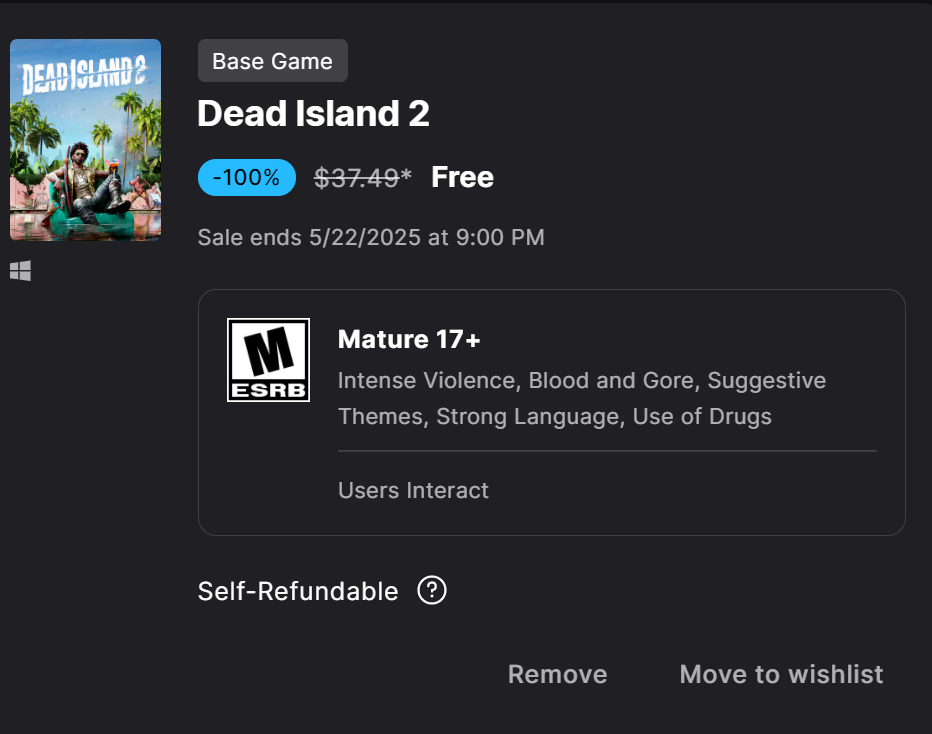 DEAD ISLAND 2
Base Game
Dead Island 2
-100% $37.49* Free
Sale ends 5/22/2025 at 9:00 PM
M
ESRB
Mature 17+
Intense Violence, Blood and Gore, Suggestive
Themes, Strong Language, Use of Drugs
Users Interact
Self-Refundable ?
Remove Move to wishlist